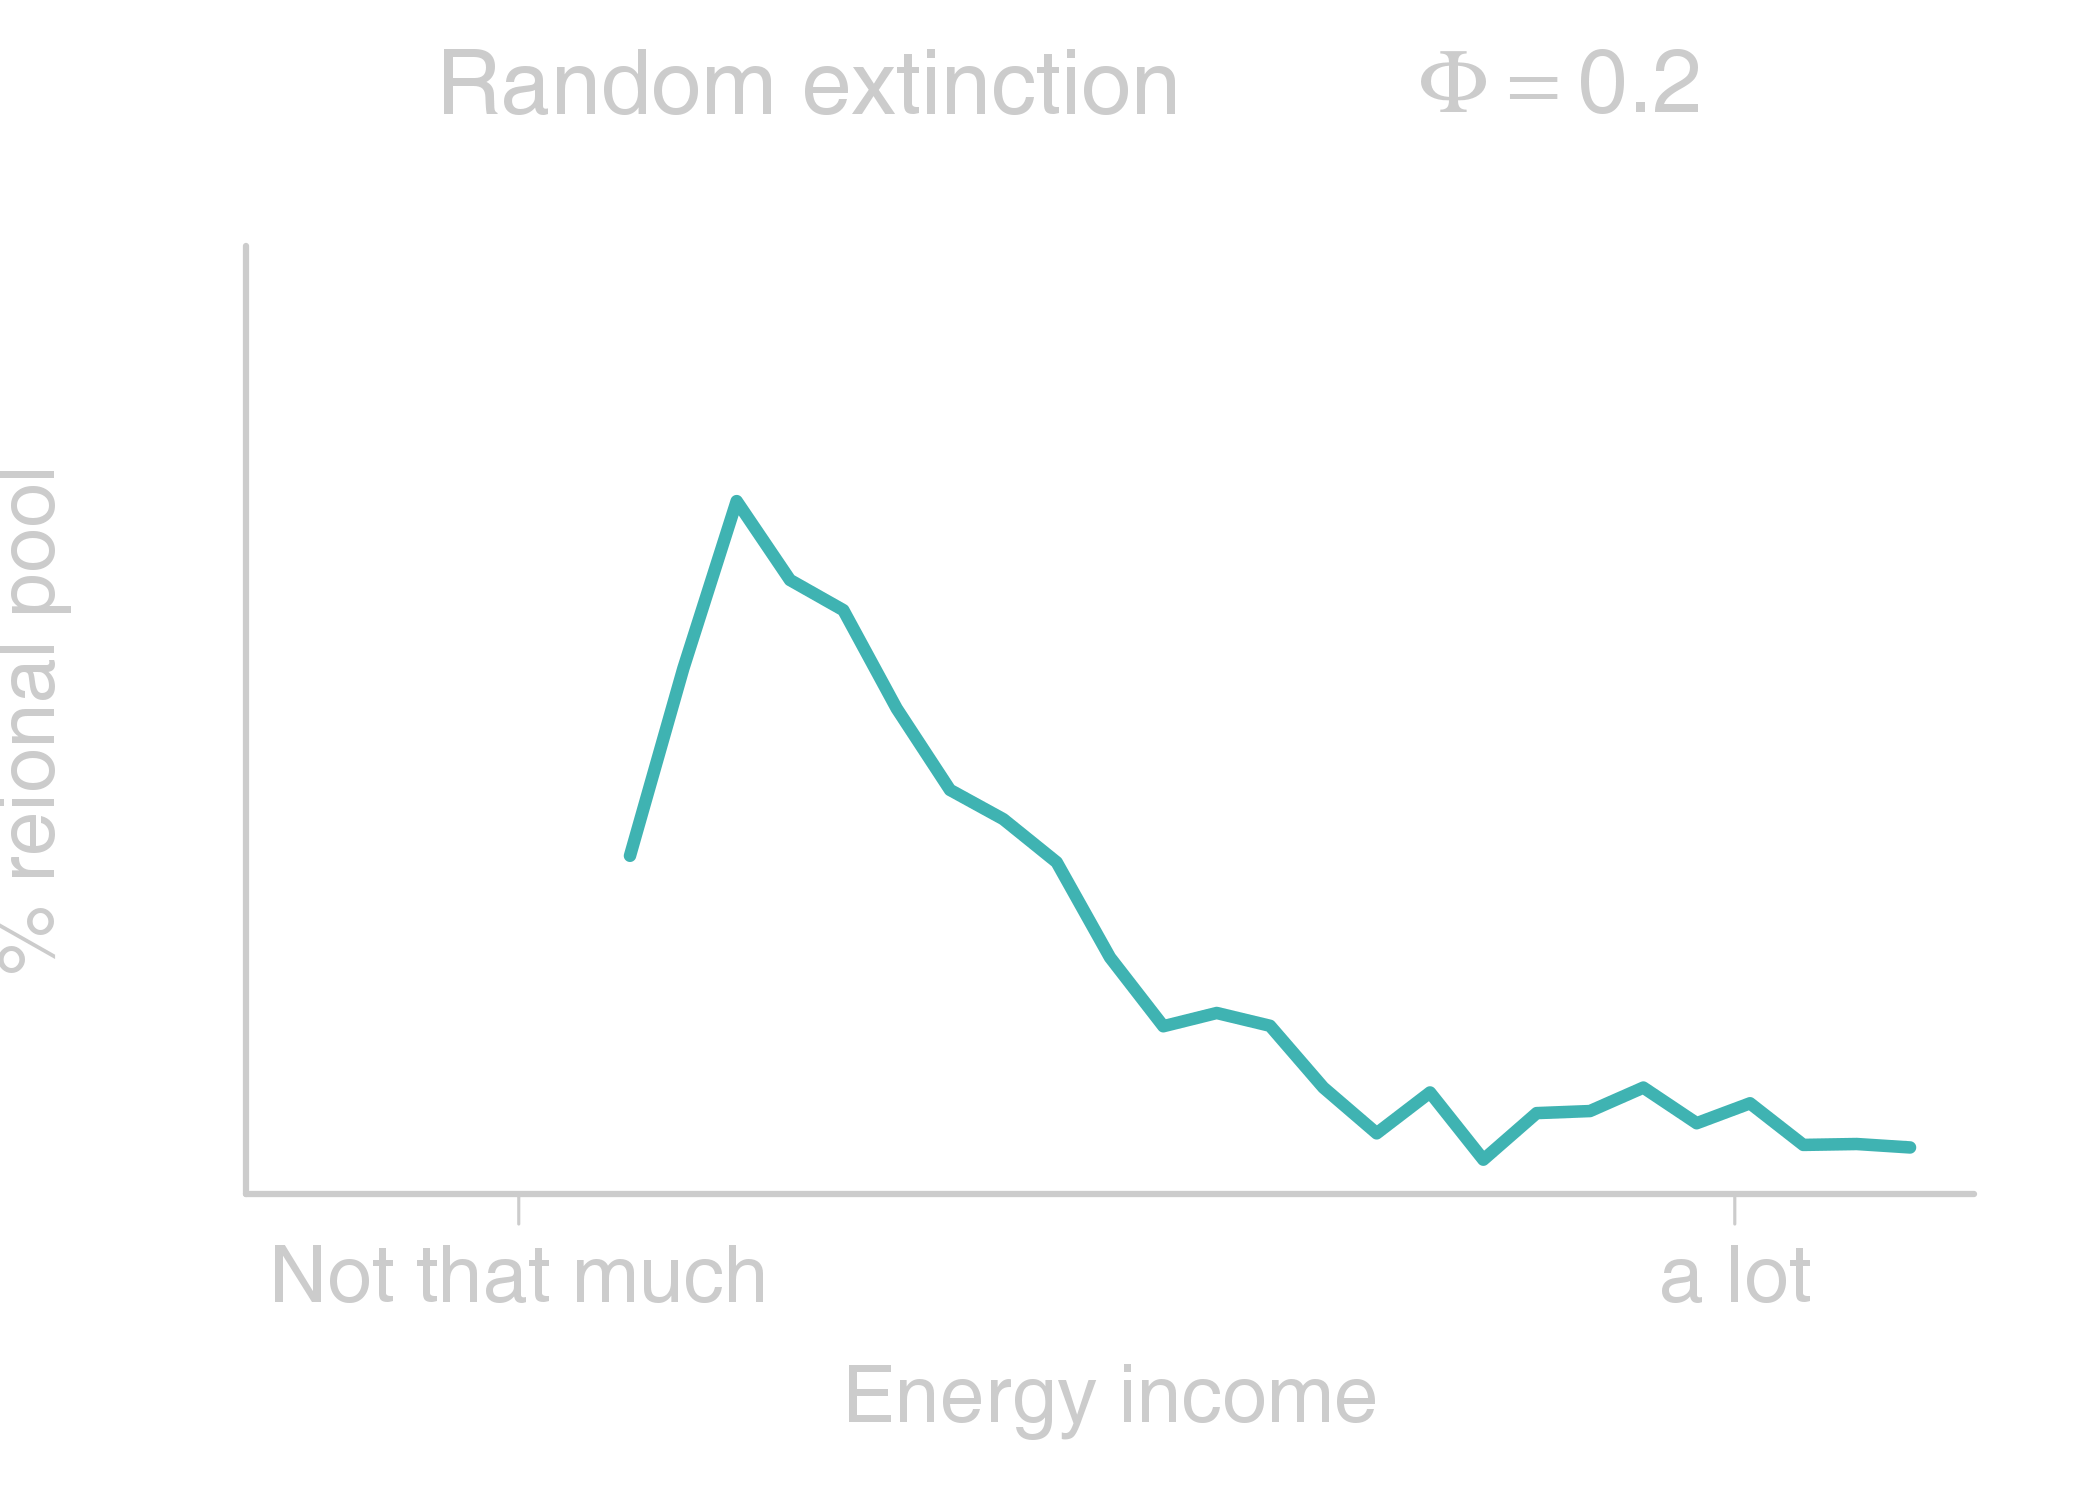 Random extinction Φ = 0.2
% reional pool
Not that much
a lot
Energy income